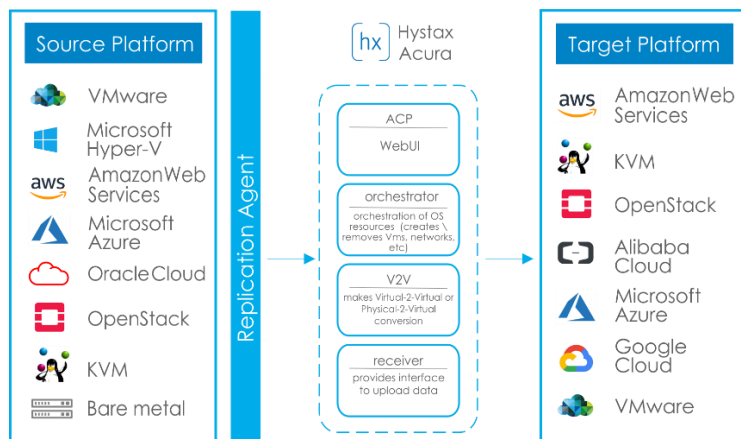 Source Platform
VMware
Microsoft
Hyper-V
aws
AmazonWeb
Services
Microsoft
Azure
OracleCloud
OpenStack
KVM
Bare metal
Replication Agent
hx
Hystax
Acura
ACP
WebUI
orchestrator
orchestration of OS
resources (creates \
removes Vms, networks,
etc)
V2V
makes Virtual-2-Virtual or
Physical-2-Virtual
conversion
receiver
provides interface
to upload data
Target Platform
aws
AmazonWeb
Services
KVM
OpenStack
Alibaba
Cloud
Microsoft
Azure
Google
Cloud
VMware